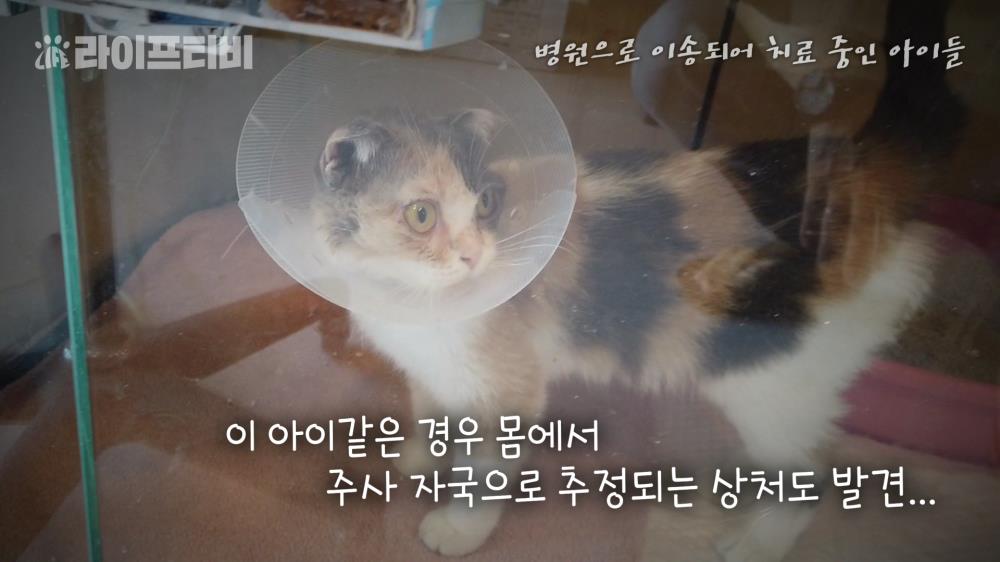 라이프티비
병원으로 이송되어 치료 중인 아이들
이 아이같은 경우 몸에서
주사 자국으로 추정되는 상처도 발견...